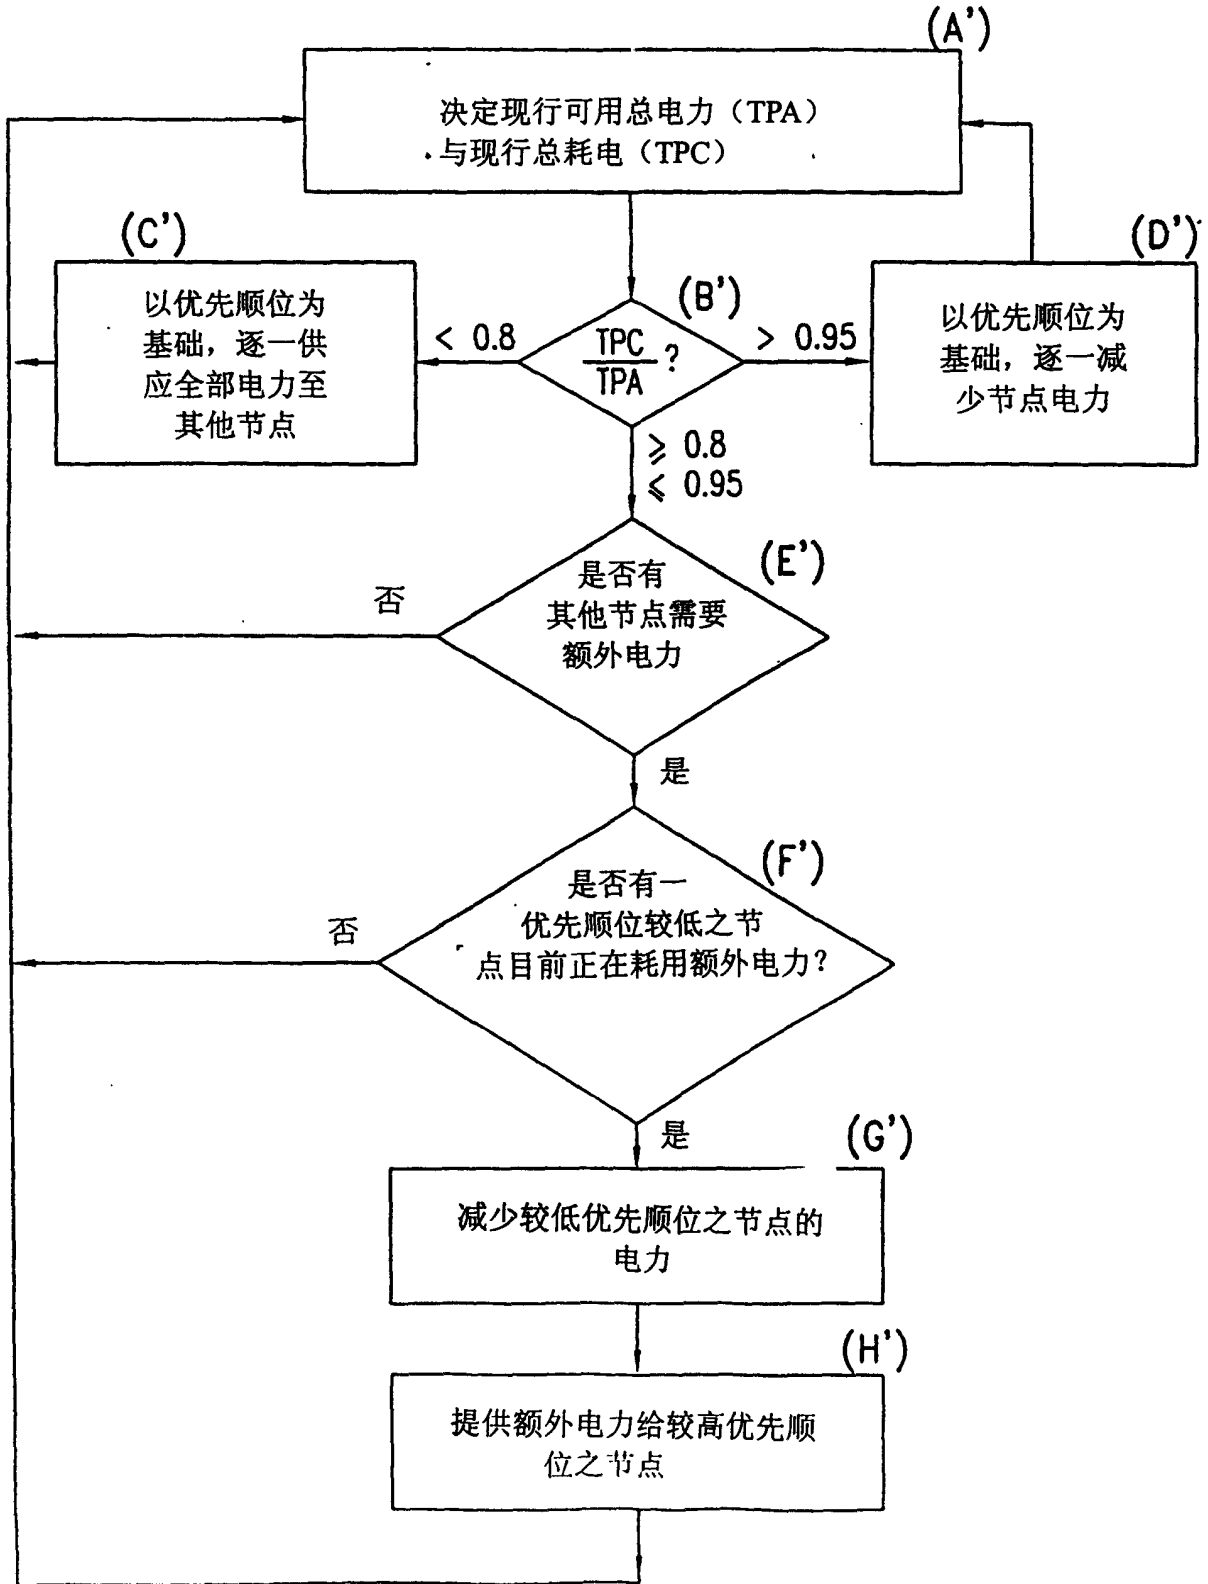 (A')
决定现行可用总电力（TPA）
与现行总耗电（TPC）
(C')
以优先顺位为
基础，逐一供
应全部电力至
其他节点
(B')
< 0.8
TPC
TPA
?
> 0.95
(D')
以优先顺位为
基础，逐一减
少节点电力
≥ 0.8
≤ 0.95
(E')
是否有
其他节点需要
额外电力
否
是
(F')
是否有一
优先顺位较低之节
点目前正在耗用额外电力？
否
是
(G')
减少较低优先顺位之节点的
电力
(H')
提供额外电力给较高优先顺
位之节点